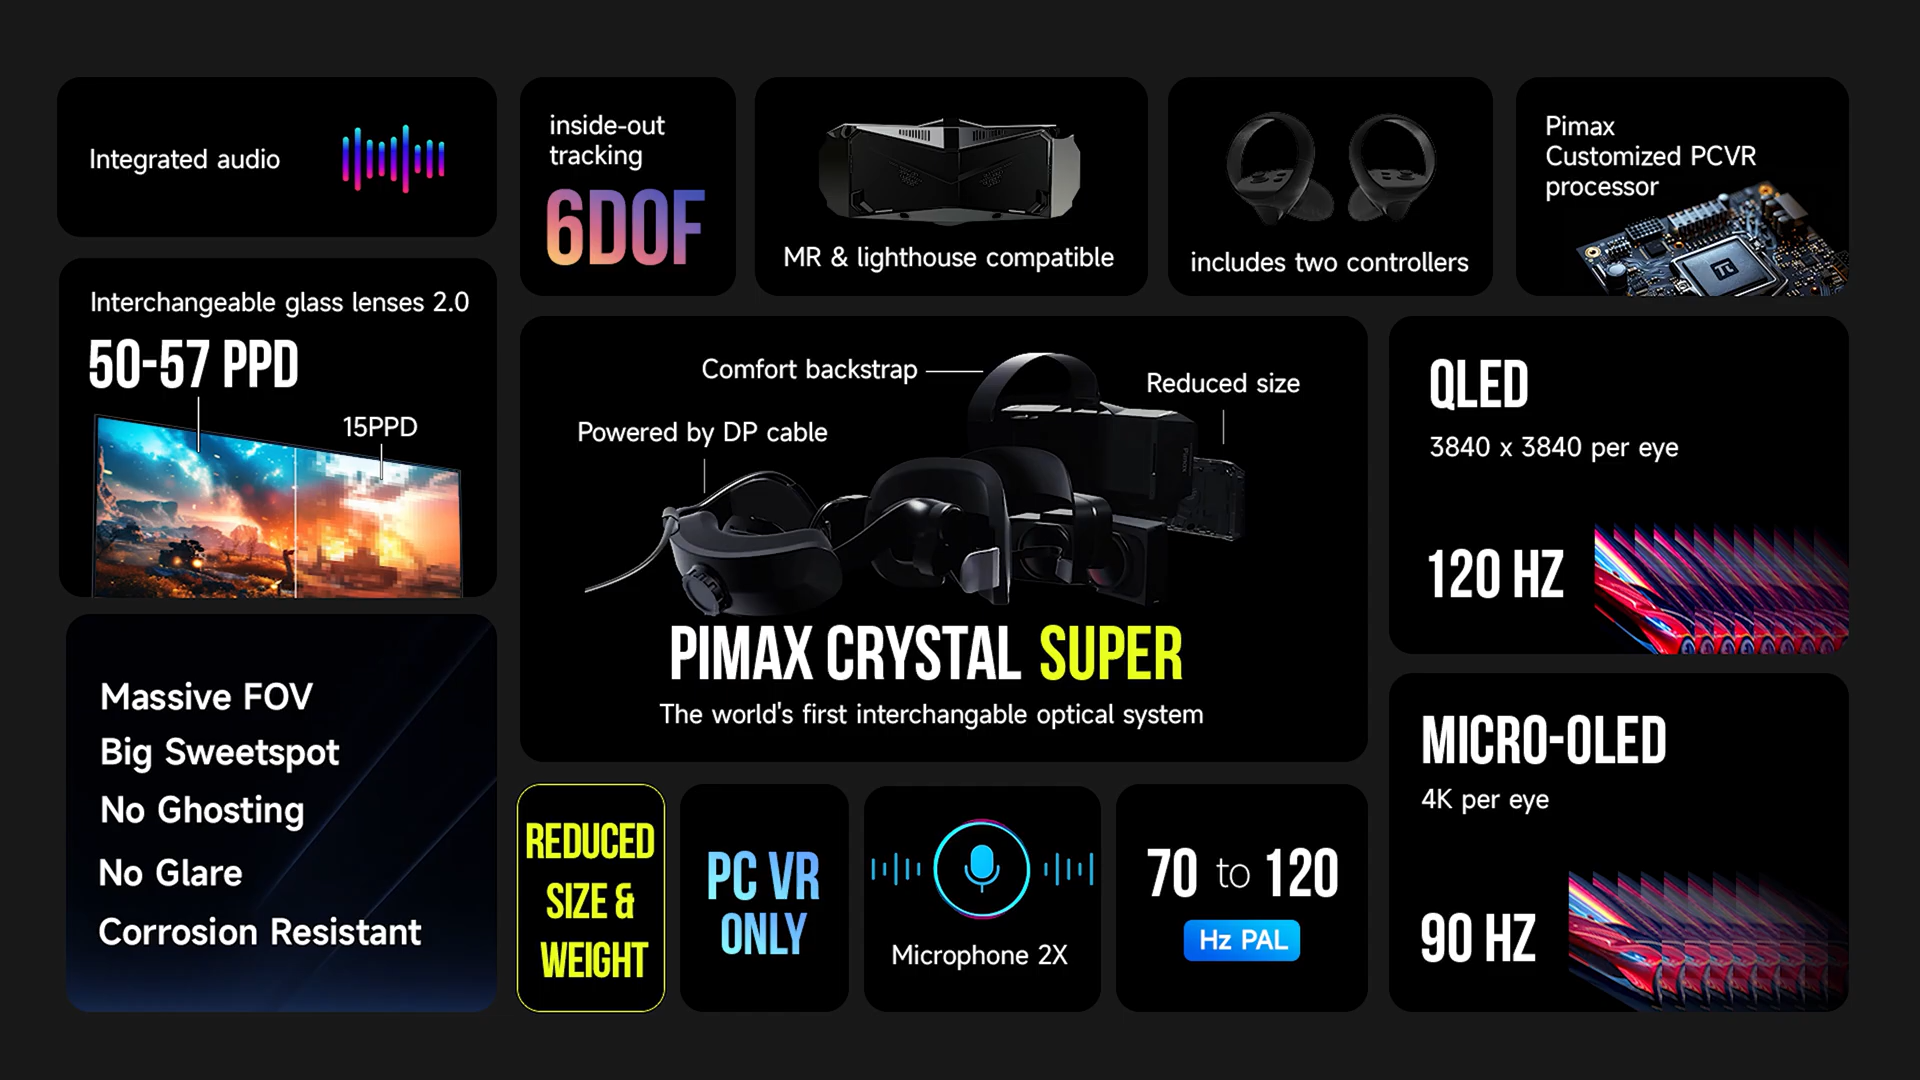 Integrated audio
inside-out
tracking
6DOF
MR & lighthouse compatible
includes two controllers
Pimax
Customized PCVR
processor
Interchangeable glass lenses 2.0
50-57 PPD
15PPD
Comfort backstrap
Reduced size
Powered by DP cable
PIMAX CRYSTAL SUPER
The world's first interchangable optical system
QLED
3840 x 3840 per eye
120 HZ
Massive FOV
Big Sweetspot
No Ghosting
No Glare
Corrosion Resistant
REDUCED
SIZE &
WEIGHT
PC VR
ONLY
Microphone 2X
70 to 120
Hz PAL
MICRO-OLED
4K per eye
90 HZ